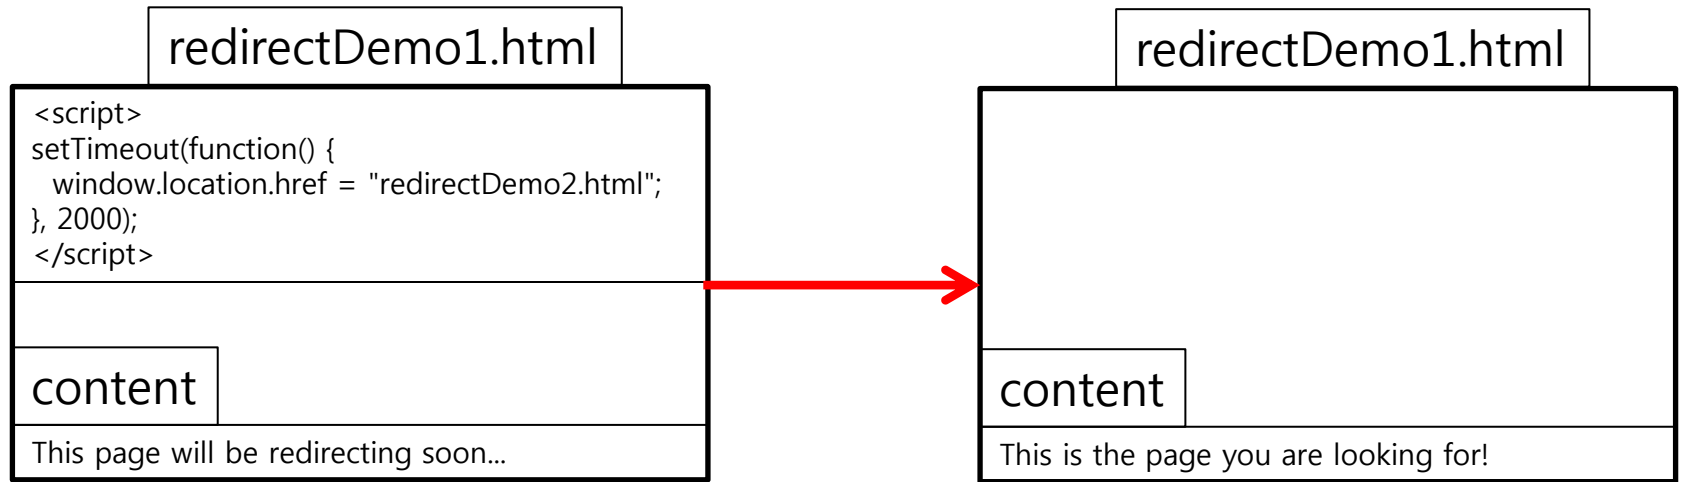 redirectDemo1.html
<script>
setTimeout(function() {
window.location.href = "redirectDemo2.html";
}, 2000);
</script>
content
This page will be redirecting soon...
redirectDemo1.html
content
This is the page you are looking for!